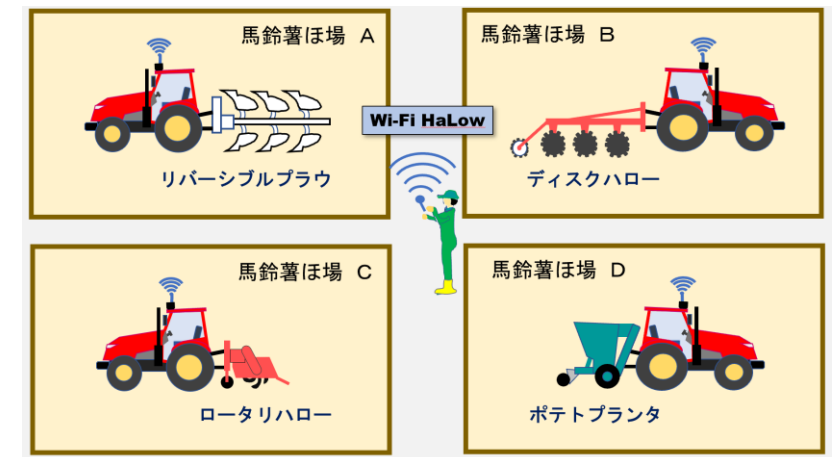 馬鈴薯ほ場 A
リバーシブルプラウ
Wi-Fi HaLow
馬鈴薯ほ場 B
ディスクハロー
馬鈴薯ほ場 C
ロータリハロー
馬鈴薯ほ場 D
ポテトプランタ